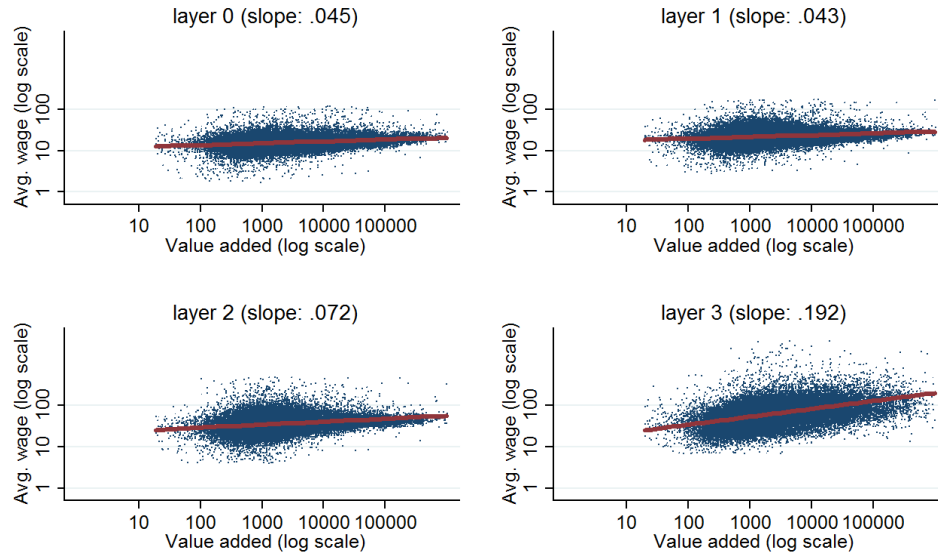 layer 0 (slope: .045)
Avg. wage (log scale)
100
10
1
10 100 1000 10000 100000
Value added (log scale)
layer 1 (slope: .043)
Avg. wage (log scale)
100
10
1
10 100 1000 10000 100000
Value added (log scale)
layer 2 (slope: .072)
Avg. wage (log scale)
100
10
1
10 100 1000 10000 100000
Value added (log scale)
layer 3 (slope: .192)
Avg. wage (log scale)
100
10
1
10 100 1000 10000 100000
Value added (log scale)